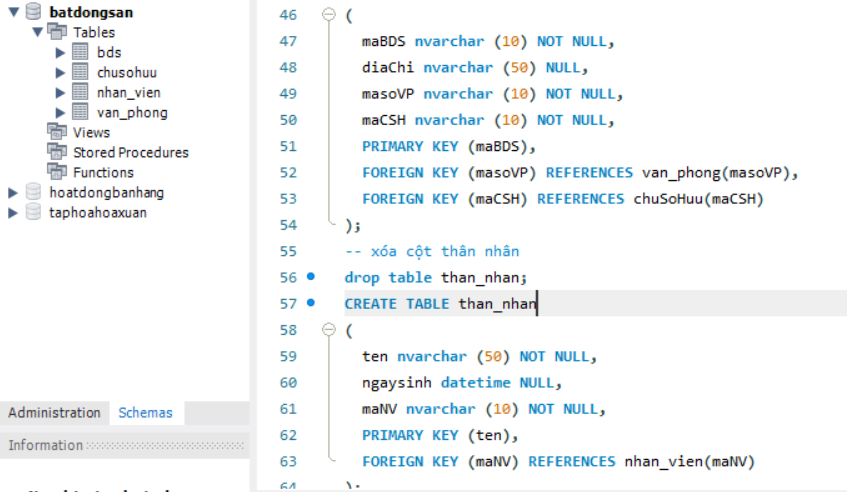 batdongsan
Tables
bds
chusohuu
nhan_vien
van_phong
Views
Stored Procedures
Functions
hoatdongbanhang
taphoahoaxuan
Administration Schemas
Information
46 (
47 maBDS nvarchar (10) NOT NULL,
48 diaChi nvarchar (50) NULL,
49 masoVP nvarchar (10) NOT NULL,
50 maCSH nvarchar (10) NOT NULL,
51 PRIMARY KEY (maBDS),
52 FOREIGN KEY (masoVP) REFERENCES van_phong(masoVP),
53 FOREIGN KEY (maCSH) REFERENCES chuSoHuu(maCSH)
54 );
55 -- xóa cột thân nhân
56 drop table than_nhan;
57 CREATE TABLE than_nhan
58 (
59 ten nvarchar (50) NOT NULL,
60 ngaysinh datetime NULL,
61 maNV nvarchar (10) NOT NULL,
62 PRIMARY KEY (ten),
63 FOREIGN KEY (maNV) REFERENCES nhan_vien(maNV)
64 );